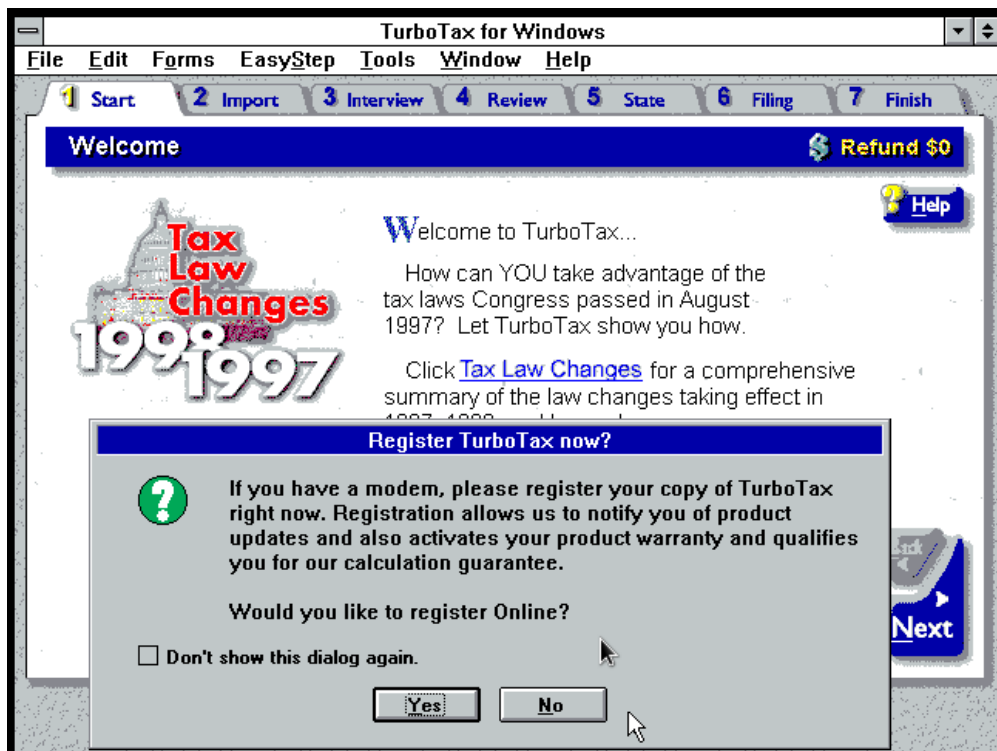 TurboTax for Windows
File Edit Forms EasyStep Tools Window Help
1 Start 2 Import 3 Interview 4 Review 5 State 6 Filing 7 Finish
Welcome
Refund $0
Help
Tax
Law
Changes
1998
1997
Welcome to TurboTax...
How can YOU take advantage of the
tax laws Congress passed in August
1997? Let TurboTax show you how.
Click Tax Law Changes for a comprehensive
summary of the law changes taking effect in
Register TurboTax now?
If you have a modem, please register your copy of TurboTax
right now. Registration allows us to notify you of product
updates and also activates your product warranty and qualifies
you for our calculation guarantee.
Would you like to register Online?
Don't show this dialog again.
Yes No
Next